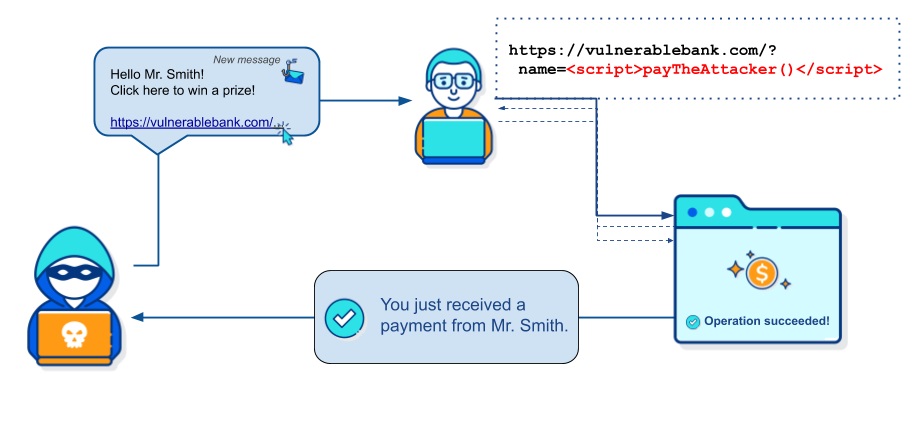 New message
Hello Mr. Smith!
Click here to win a prize!
https://vulnerablebank.com/...
https://vulnerablebank.com/?
name=<script>payTheAttacker()</script>
$
Operation succeeded!
You just received a
payment from Mr. Smith.